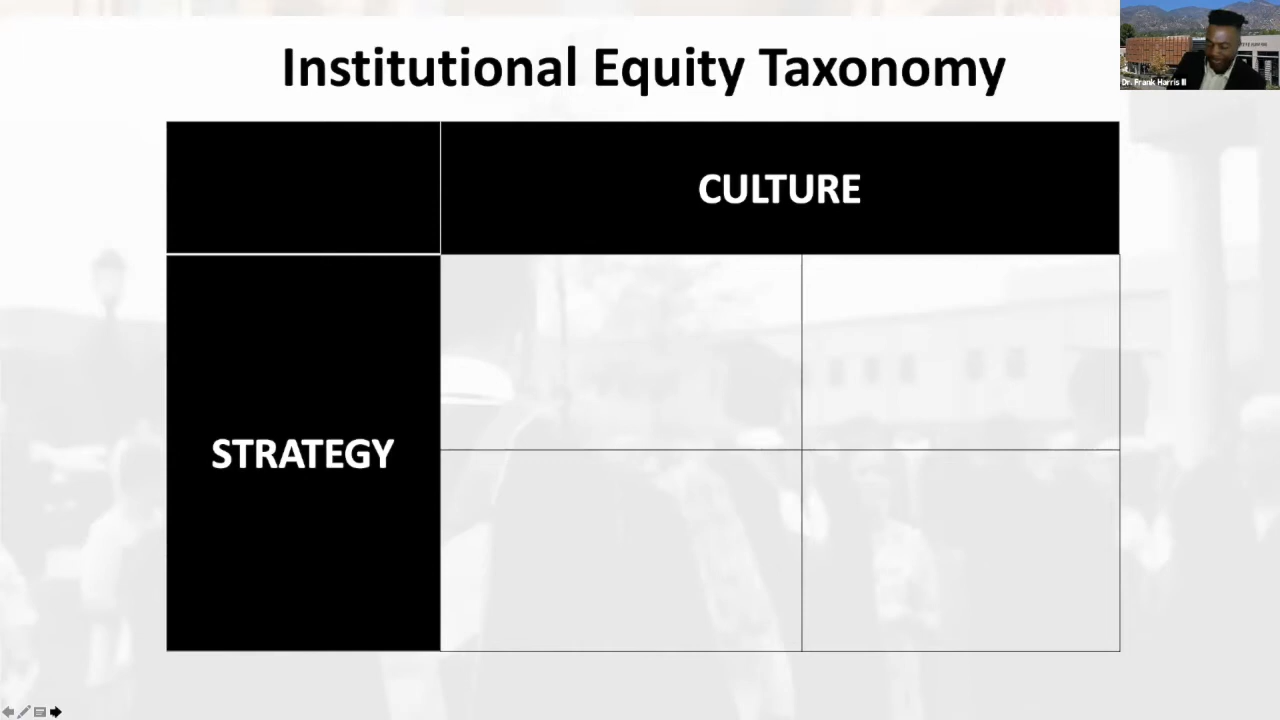 Institutional Equity Taxonomy
Dr. Frank Harris III
CULTURE
STRATEGY